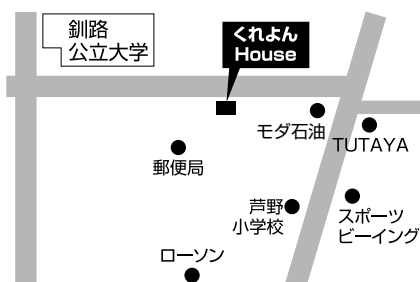 釧路
公立大学
くれよん
House
モダ石油
TUTAYA
郵便局
芦野
小学校
スポーツ
ビーイング
ローソン